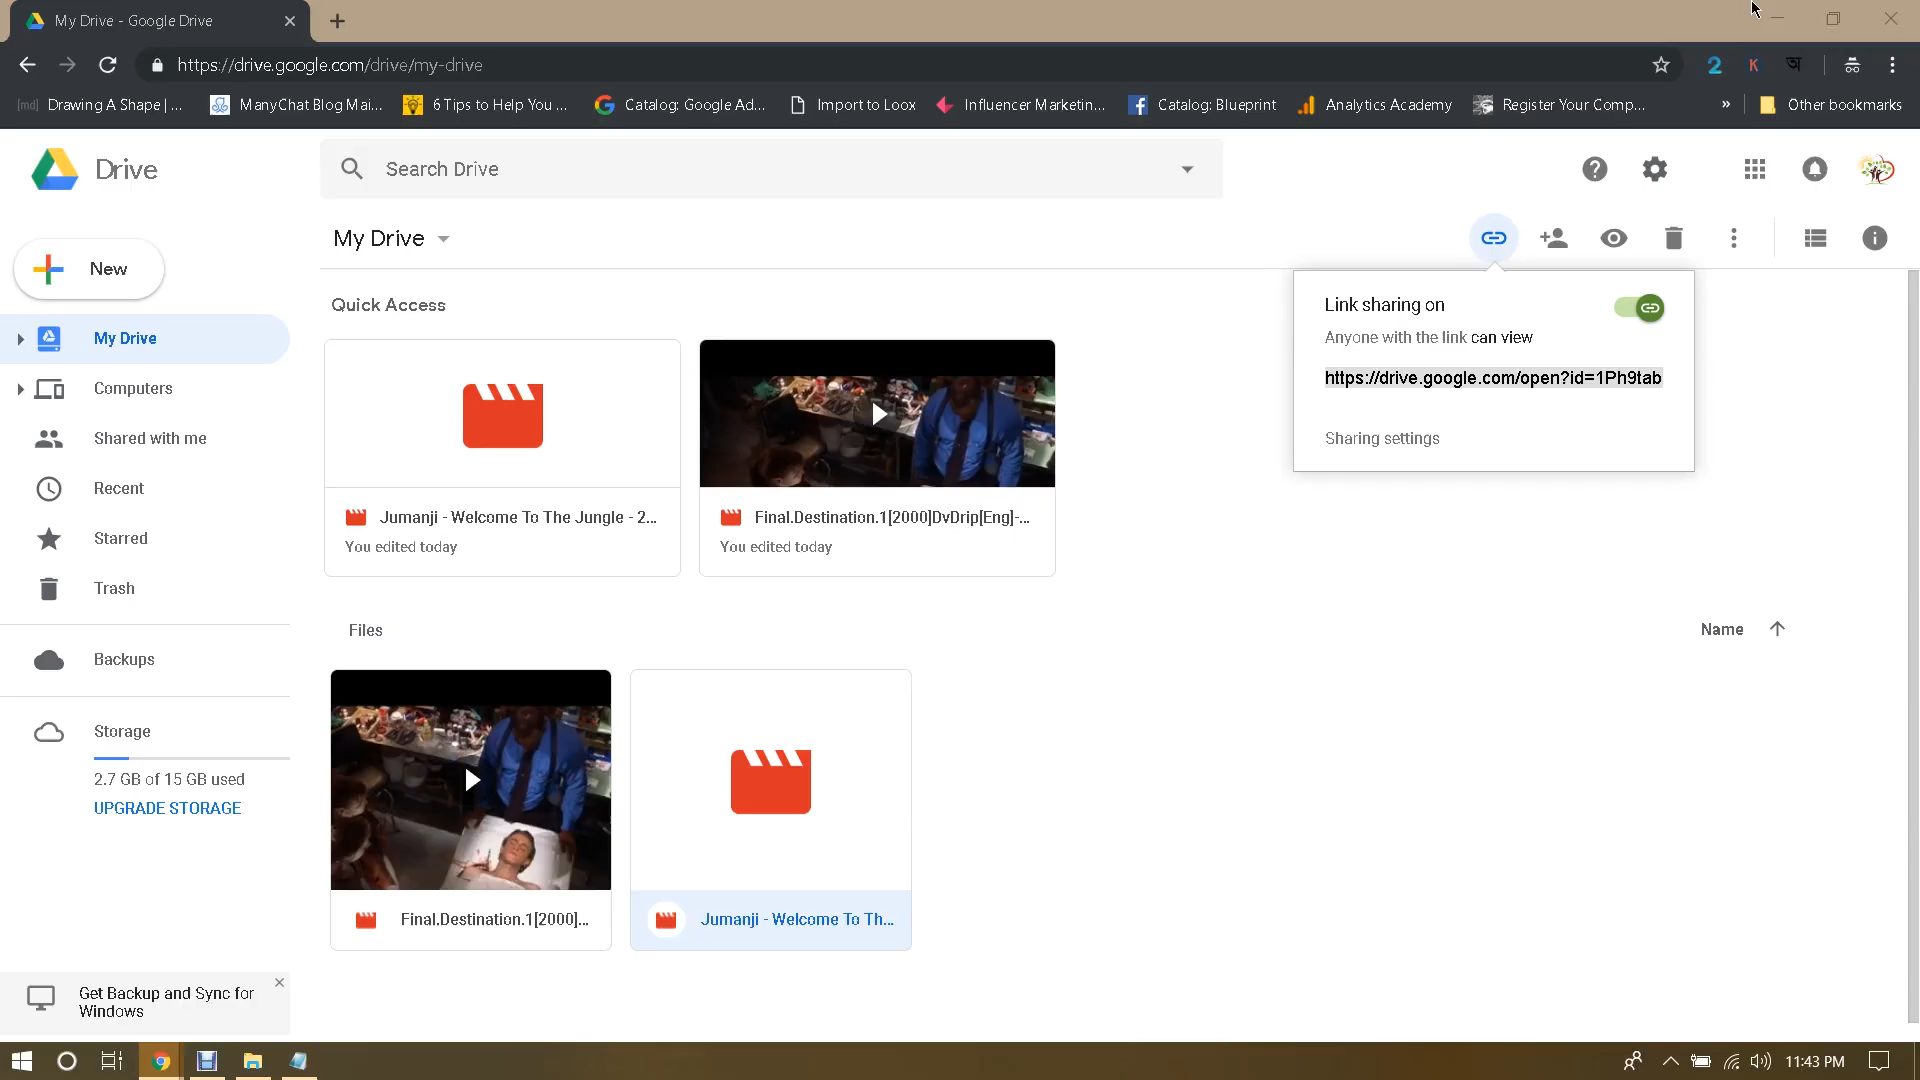 My Drive - Google Drive
https://drive.google.com/drive/my-drive
2 K অ
[md] Drawing A Shape | ... ManyChat Blog Mai... 6 Tips to Help You ... Catalog: Google Ad... Import to Loox Influencer Marketin... Catalog: Blueprint Analytics Academy Register Your Comp... » Other bookmarks
Drive
Search Drive
My Drive
New
Link sharing on
Anyone with the link can view
https://drive.google.com/open?id=1Ph9tab
Sharing settings
Quick Access
My Drive
Computers
Shared with me
Recent
Starred
Trash
Backups
Storage
2.7 GB of 15 GB used
UPGRADE STORAGE
Jumanji - Welcome To The Jungle - 2...
You edited today
Final.Destination.1[2000]DvDrip[Eng]-...
You edited today
Files
Name
Final.Destination.1[2000]...
Jumanji - Welcome To Th...
Get Backup and Sync for
Windows
11:43 PM